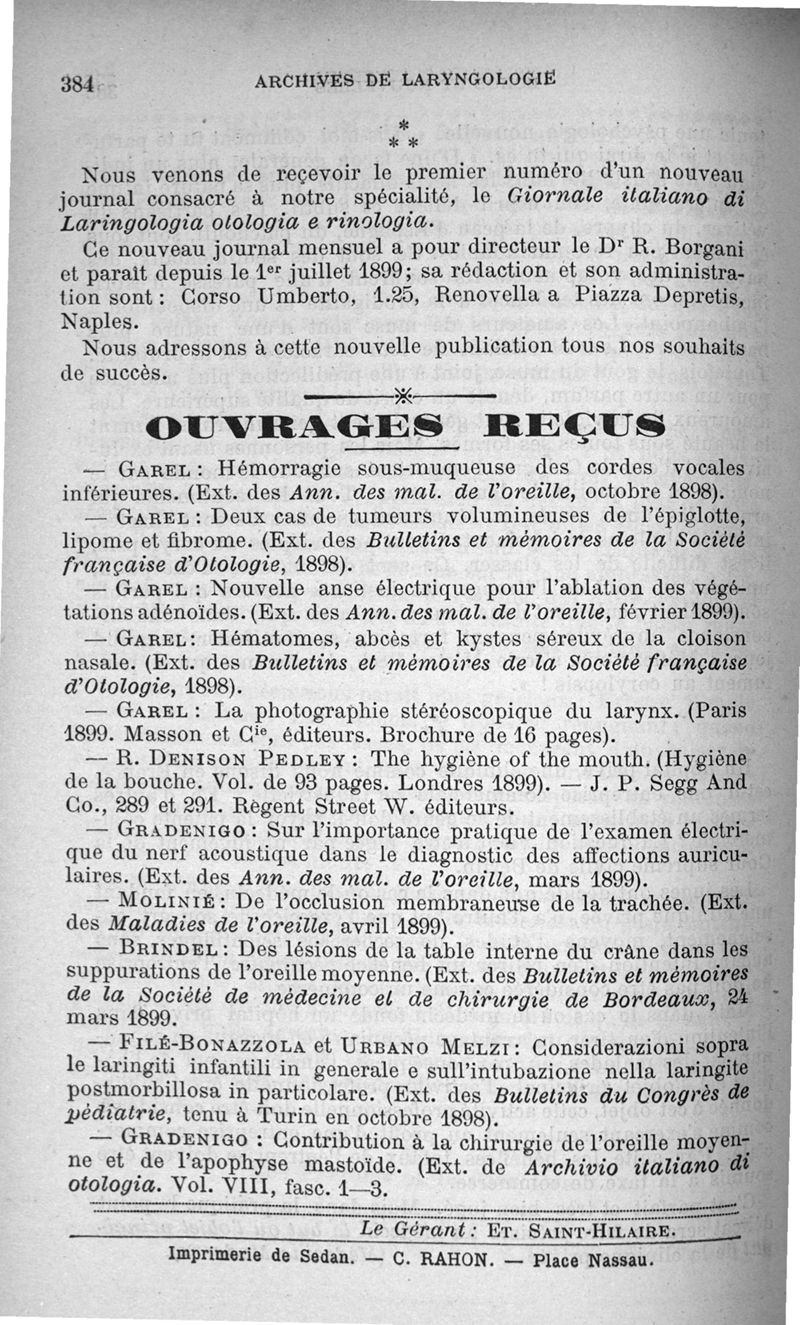 384 ARCHIVES DE LARYNGOLOGIE
*
* *
Nous venons de reçevoir le premier numéro d'un nouveau
journal consacré à notre spécialité, le Giornale italiano di
Laringologia otologia e rinologia.
Ce nouveau journal mensuel a pour directeur le Dr R. Borgani
et paraît depuis le 1er juillet 1899; sa rédaction et son administra-
tion sont : Corso Umberto, 1.25, Renovella a Piazza Depretis,
Naples.
Nous adressons à cette nouvelle publication tous nos souhaits
de succès.
OUVRAGES REÇUS
— GAREL : Hémorragie sous-muqueuse des cordes vocales
inférieures. (Ext. des Ann. des mal. de l'oreille, octobre 1898).
— GAREL : Deux cas de tumeurs volumineuses de l'épiglotte,
lipome et fibrome. (Ext. des Bulletins et mémoires de la Société
française d'Otologie, 1898).
— GAREL : Nouvelle anse électrique pour l'ablation des végé-
tations adénoïdes. (Ext. des Ann. des mal. de l'oreille, février 1899).
— GAREL : Hématomes, abcès et kystes séreux de la cloison
nasale. (Ext. des Bulletins et mémoires de la Société française
d'Otologie, 1898).
— GAREL : La photographie stéréoscopique du larynx. (Paris
1899. Masson et Cie, éditeurs. Brochure de 16 pages).
— R. DENISON PEDLEY : The hygiène of the mouth. (Hygiène
de la bouche. Vol. de 93 pages. Londres 1899). — J. P. Segg And
Co., 289 et 291. Règent Street W. éditeurs.
— GRADENIGO : Sur l'importance pratique de l'examen électri-
que du nerf acoustique dans le diagnostic des affections auricu-
laires. (Ext. des Ann. des mal. de l'oreille, mars 1899).
— MOLINIÉ : De l'occlusion membraneuse de la trachée. (Ext.
des Maladies de l'oreille, avril 1899).
— BRINDEL : Des lésions de la table interne du crâne dans les
suppurations de l'oreille moyenne. (Ext. des Bulletins et mémoires
de la Société de médecine et de chirurgie de Bordeaux, 24
mars 1899.
— FILÉ-BONAZZOLA et URBANO MELZI : Considerazioni sopra
le laringiti infantili in generale e sull'intubazione nella laringite
postmorbillosa in particolare. (Ext. des Bulletins du Congrès de
pédiatrie, tenu à Turin en octobre 1898).
— GRADENIGO : Contribution à la chirurgie de l'oreille moyen-
ne et de l'apophyse mastoïde. (Ext. de Archivio italiano di
otologia. Vol. VIII, fasc. 1—3.
Le Gérant : ET. SAINT-HILAIRE.
Imprimerie de Sedan. — C. RAHON. — Place Nassau.